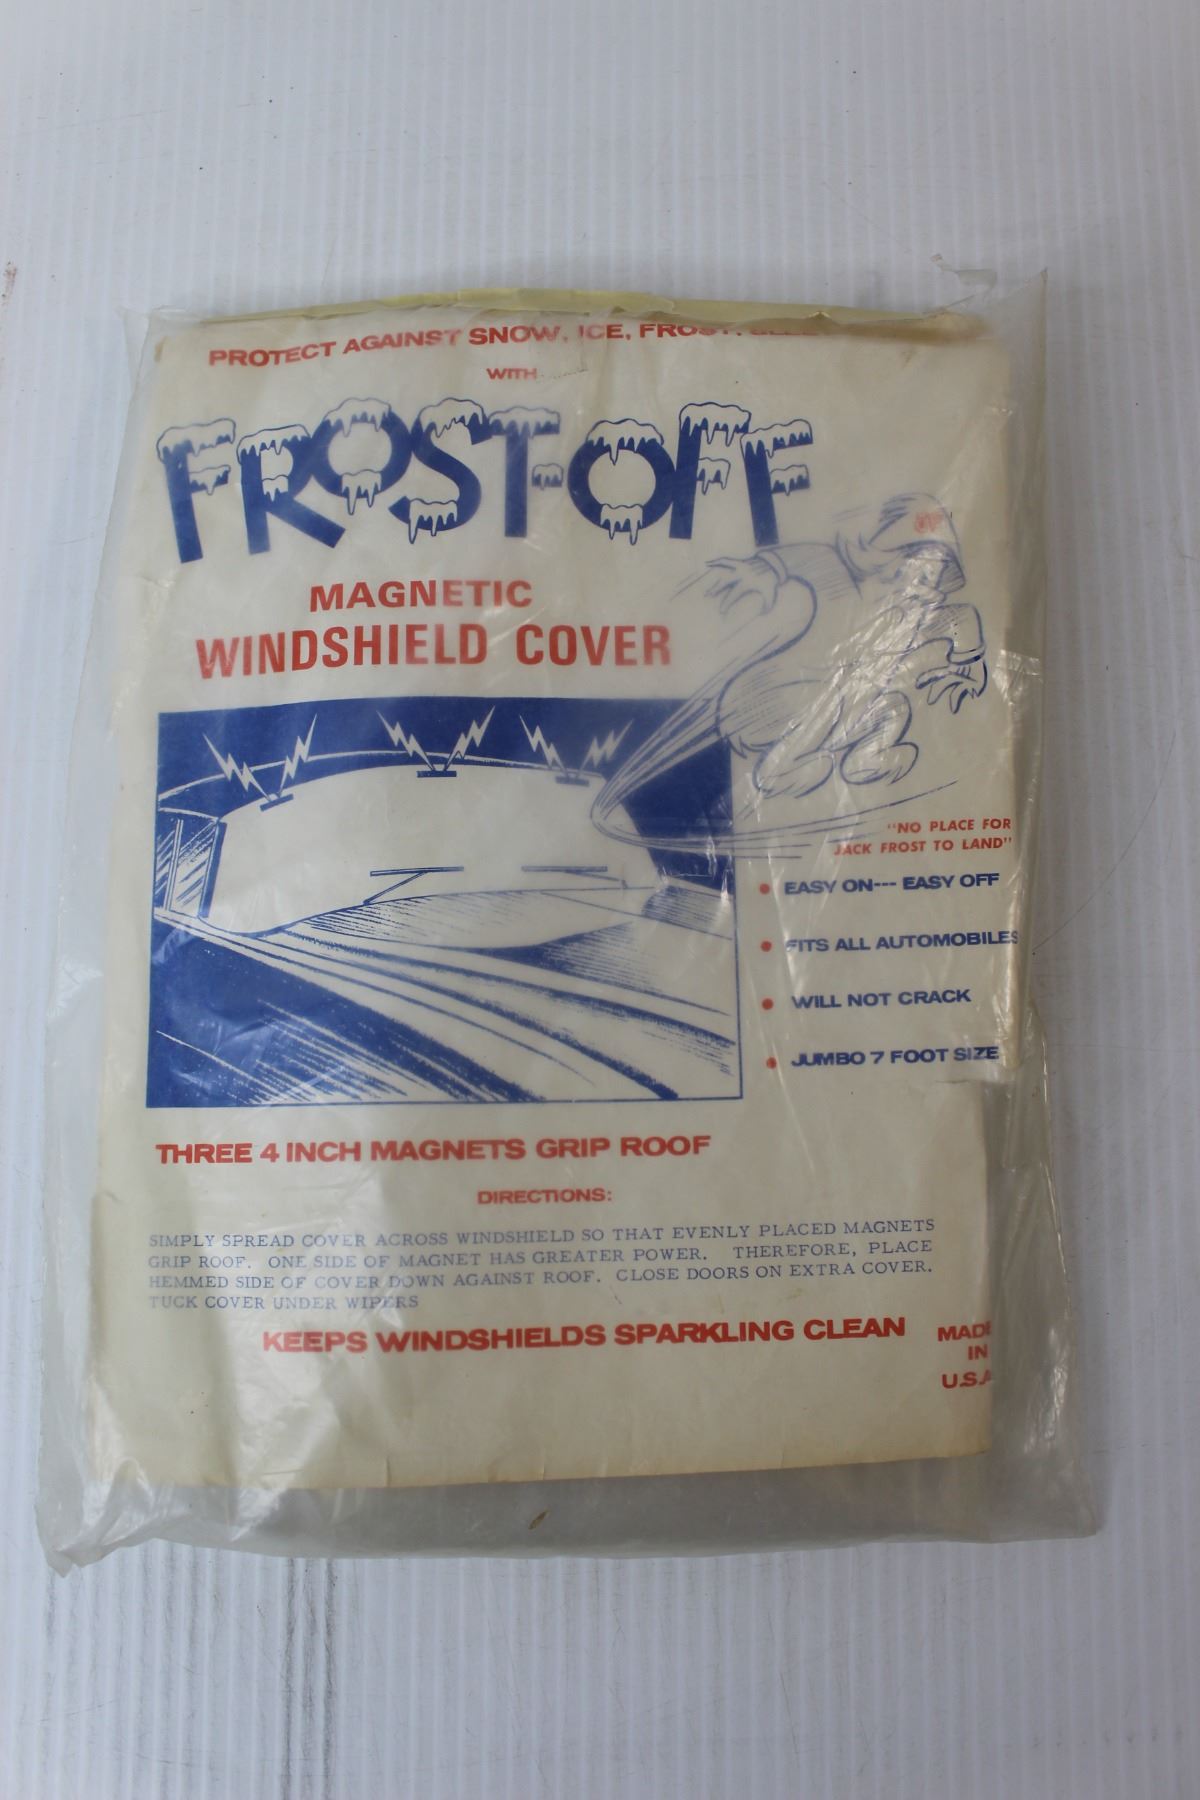 PROTECT AGAINST SNOW, ICE, FROST,
WITH
FROST OFF
MAGNETIC
WINDSHIELD COVER
JF
"NO PLACE FOR
JACK FROST TO LAND"
• EASY ON--- EASY OFF
• FITS ALL AUTOMOBILES
• WILL NOT CRACK
• JUMBO 7 FOOT SIZE
THREE 4 INCH MAGNETS GRIP ROOF
DIRECTIONS:
SIMPLY SPREAD COVER ACROSS WINDSHIELD SO THAT EVENLY PLACED MAGNETS
GRIP ROOF. ONE SIDE OF MAGNET HAS GREATER POWER. THEREFORE, PLACE
HEMMED SIDE OF COVER DOWN AGAINST ROOF. CLOSE DOORS ON EXTRA COVER.
TUCK COVER UNDER WIPERS
KEEPS WINDSHIELDS SPARKLING CLEAN
MADE
IN
U.S.A